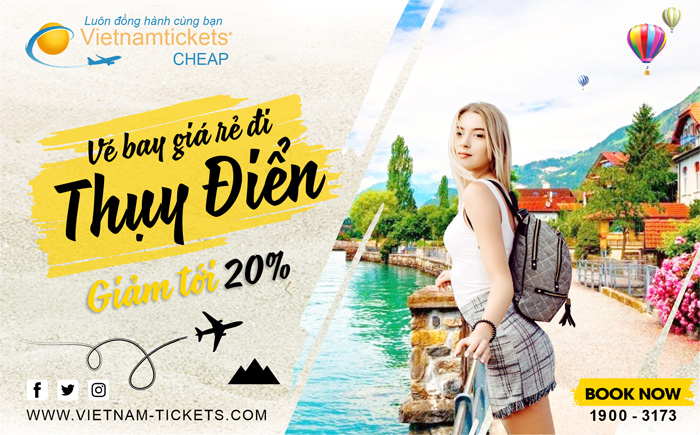 Luôn đồng hành cùng bạn
Vietnamtickets®
CHEAP
Vé bay giá rẻ đi
Thụy Điển
Giảm tới 20%
WWW.VIETNAM-TICKETS.COM
BOOK NOW
1900 - 3173